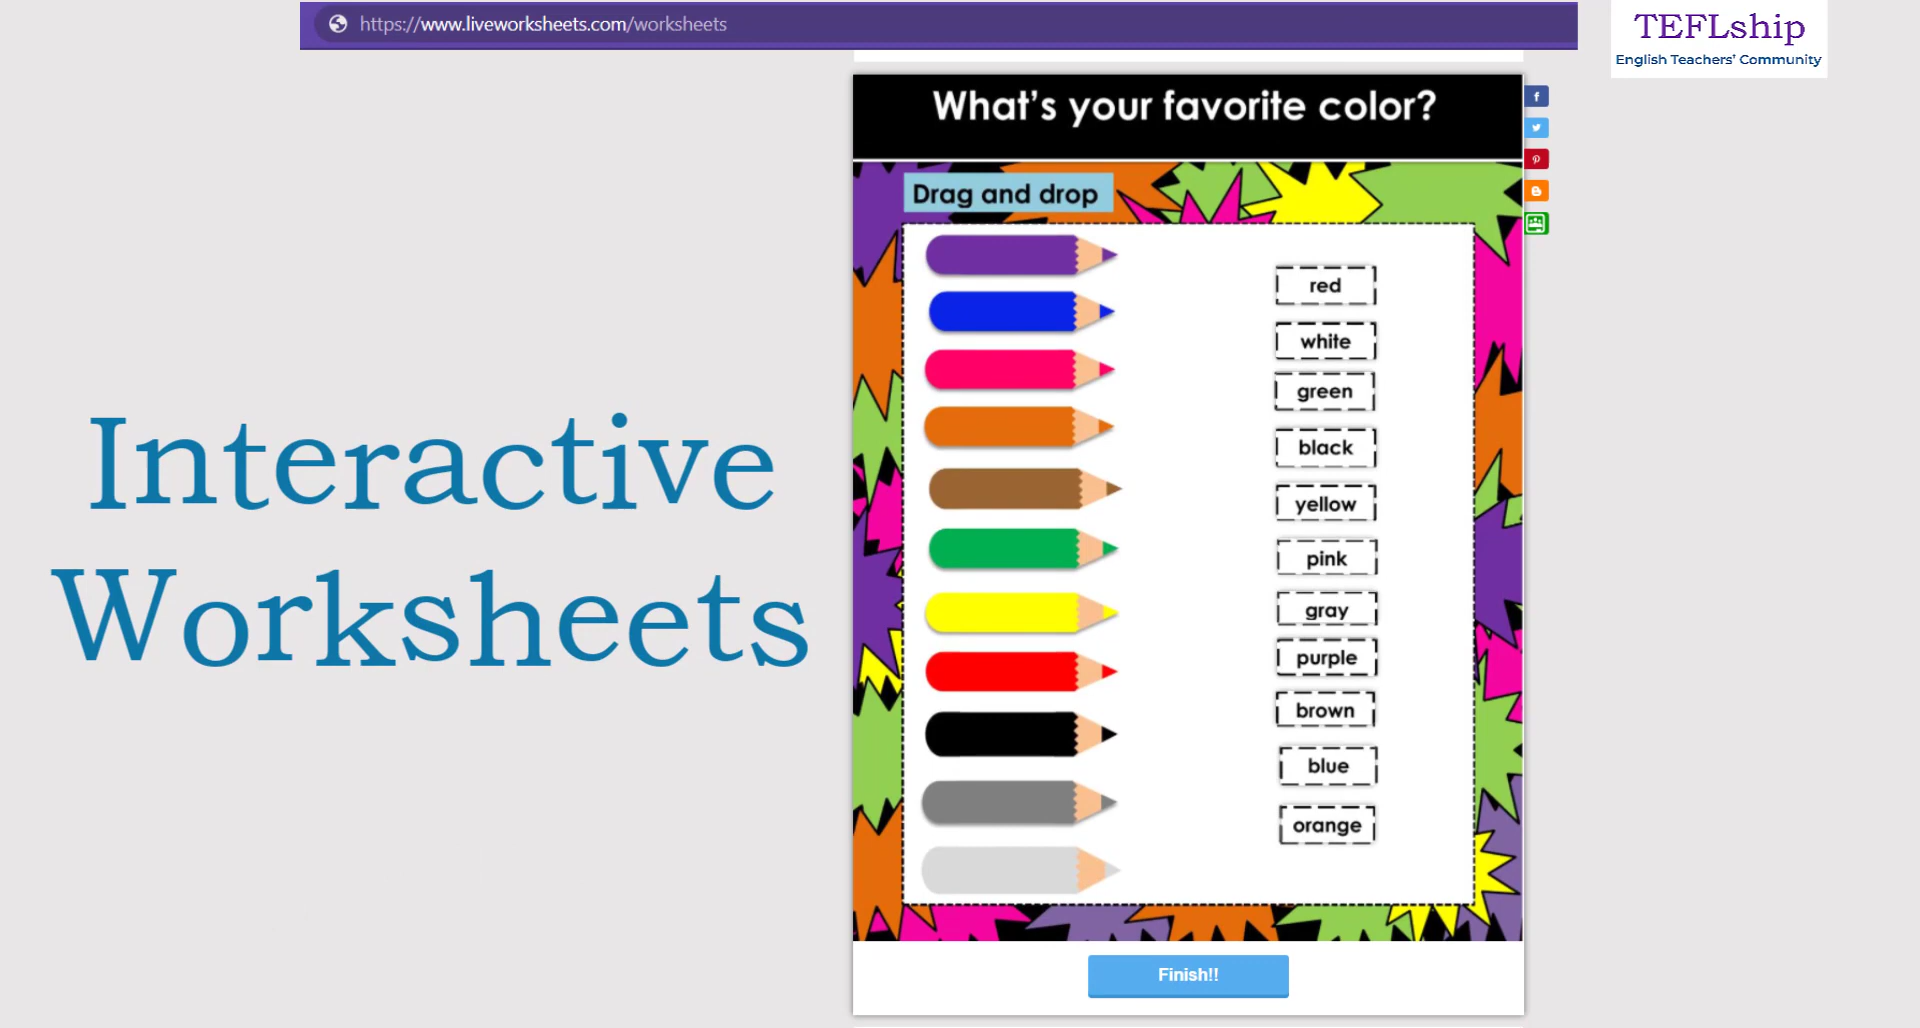 https://www.liveworksheets.com/worksheets
TEFLship
English Teachers' Community
What's your favorite color?
Drag and drop
red
white
green
black
yellow
pink
gray
purple
brown
blue
orange
Finish!!
Interactive
Worksheets